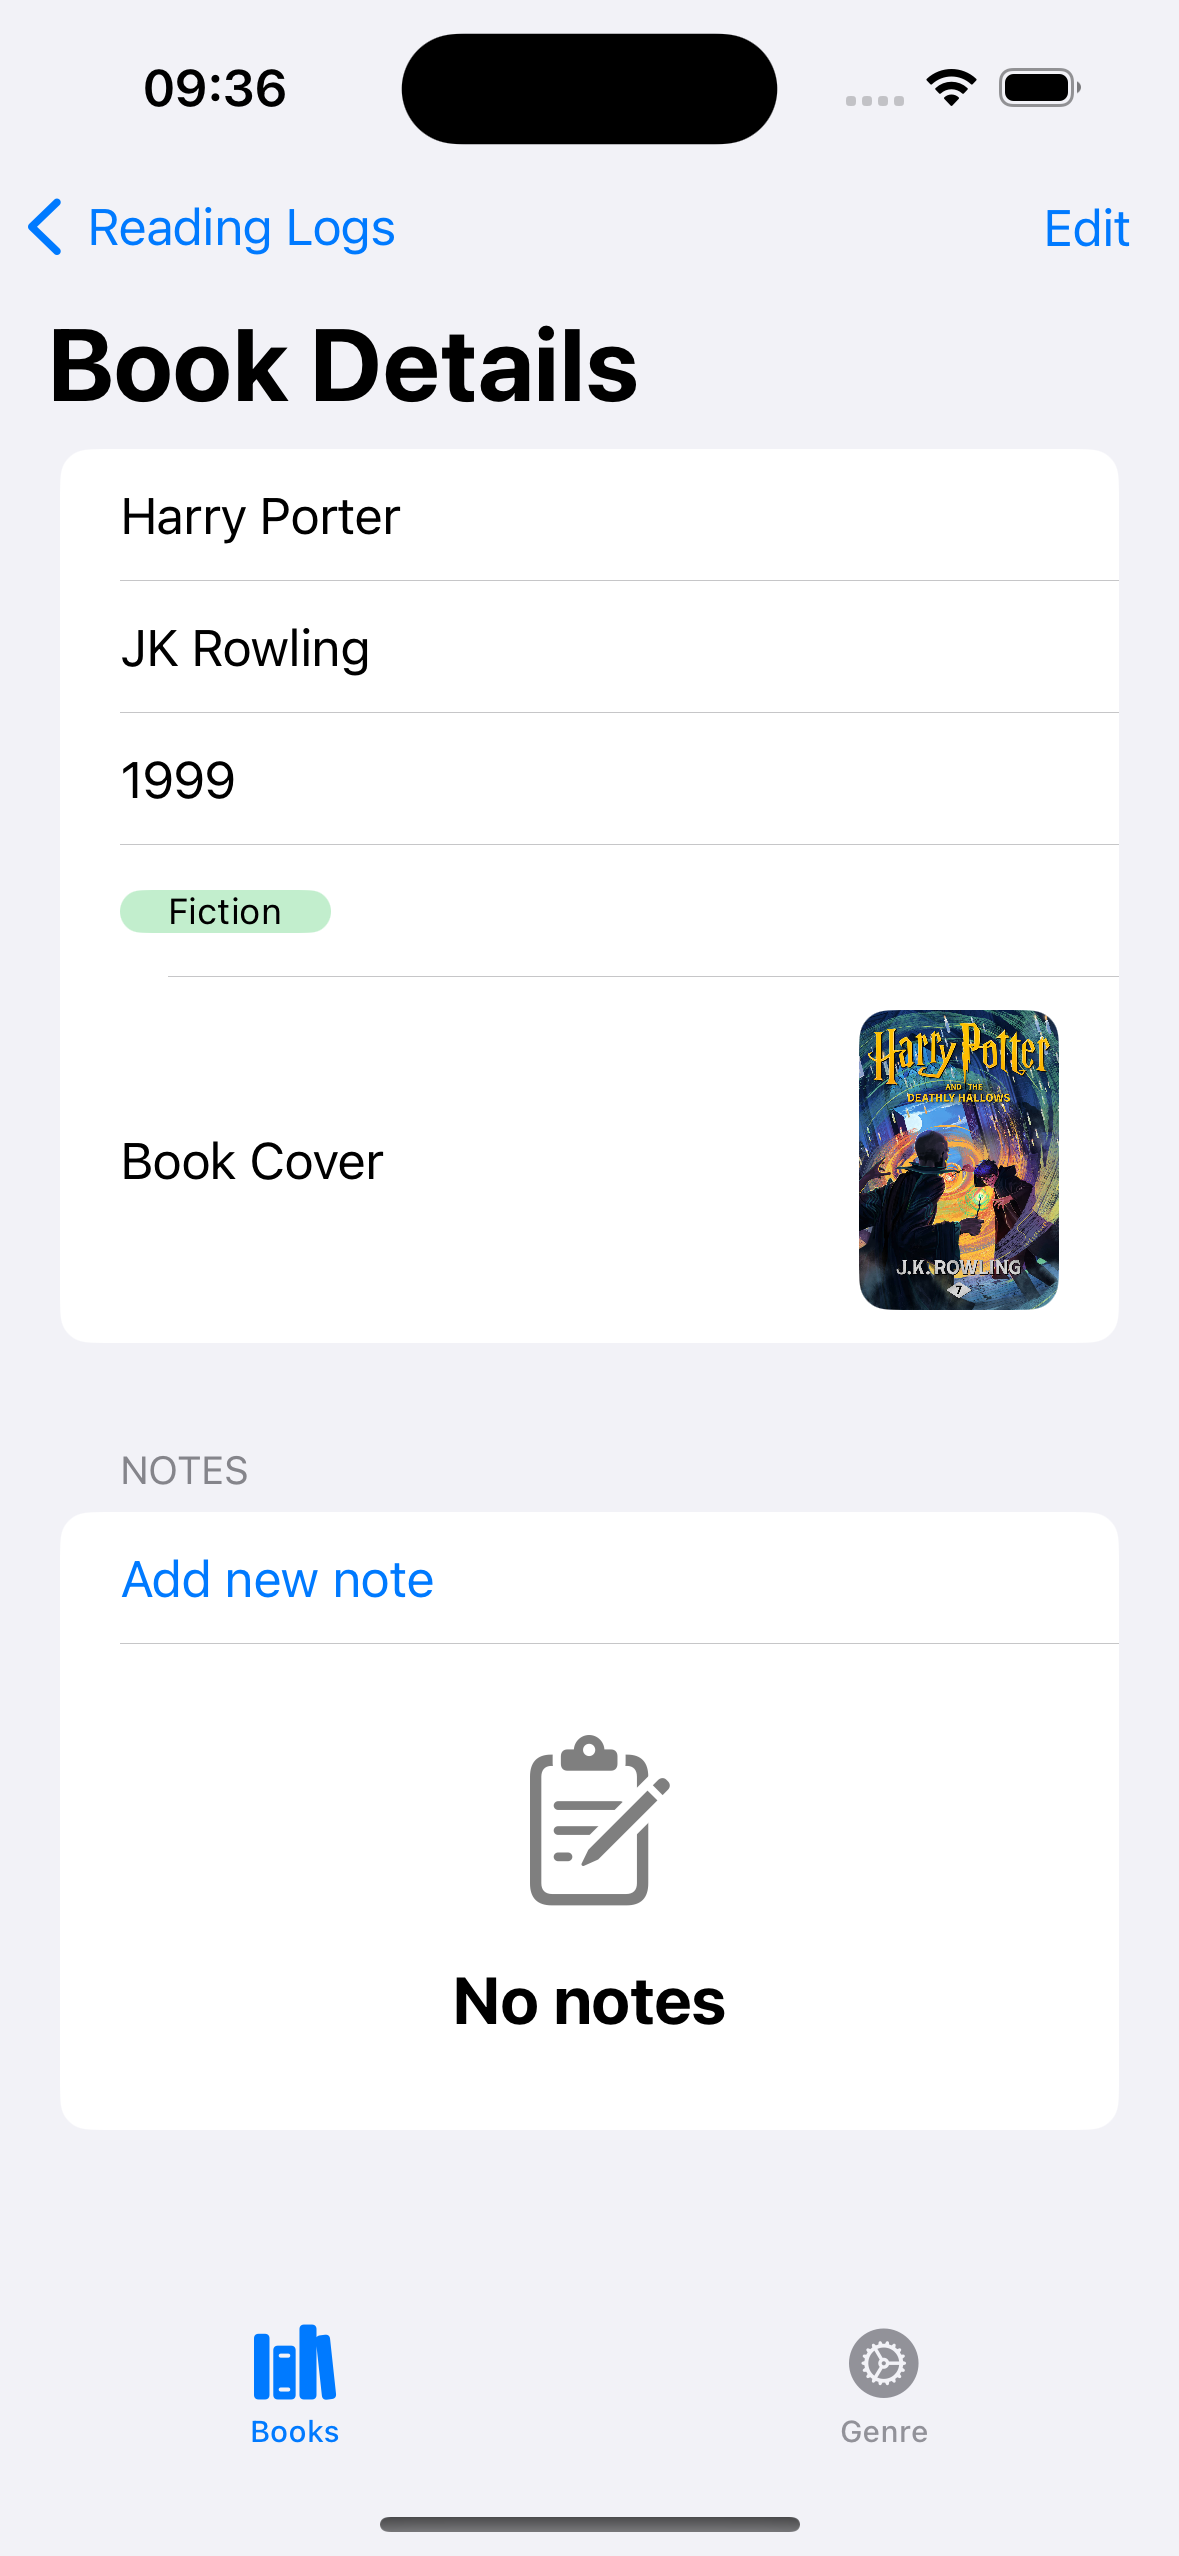 09:36
Reading Logs
Edit
Book Details
Harry Porter
JK Rowling
1999
Fiction
Book Cover
Harry Potter
AND THE
DEATHLY HALLOWS
J.K. ROWLING
7
NOTES
Add new note
No notes
Books
Genre